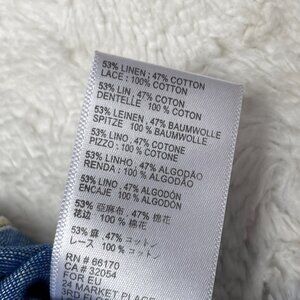 53% LINEN ; 47% COTTON
LACE : 100% COTTON
53% LIN , 47% COTON
DENTELLE 100 % COTON
53% LEINEN , 47% BAUMWOLLE
SPITZE 100 % BAUMWOLLE
53% LINO , 47% COTONE
PIZZO : 100 % COTONE
53% LINHO , 47% ALGODÃO
RENDA : 100 % ALGODÃO
53% LINO , 47% ALGODÓN
ENCAJE 100% ALGODÓN
53% 亞麻布 , 47% 棉花
花边 100 % 棉花
53% 麻 , 47% コットン
レース 100 % コットン
RN # 66170
CA # 32054
FOR EU
24 MARKET PLACE
3RD